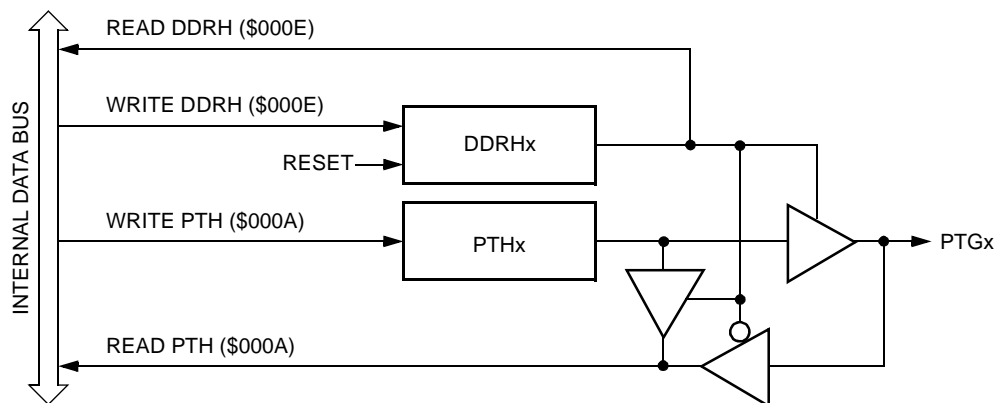 READ DDRH ($000E)
WRITE DDRH ($000E)
DDRHx
RESET
INTERNAL DATA BUS
WRITE PTH ($000A)
PTHx
PTGx
READ PTH ($000A)